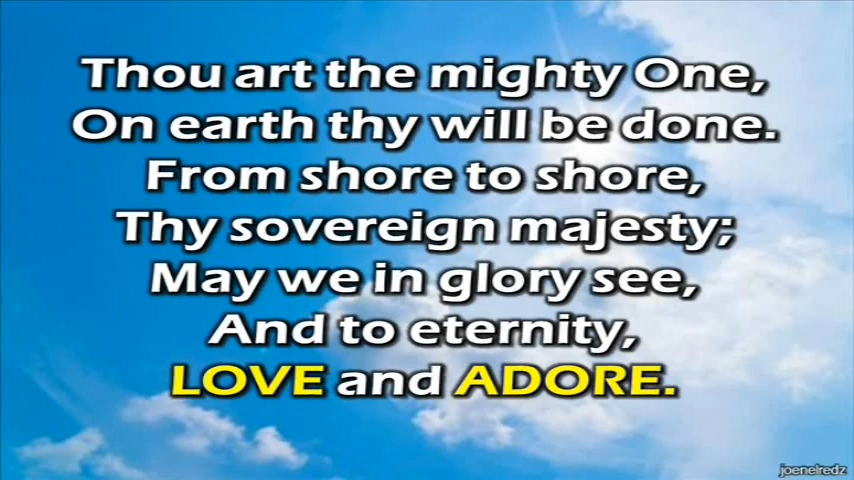 Thou art the mighty One,
On earth thy will be done.
From shore to shore,
Thy sovereign majesty;
May we in glory see,
And to eternity,
LOVE and ADORE.
joenelredz